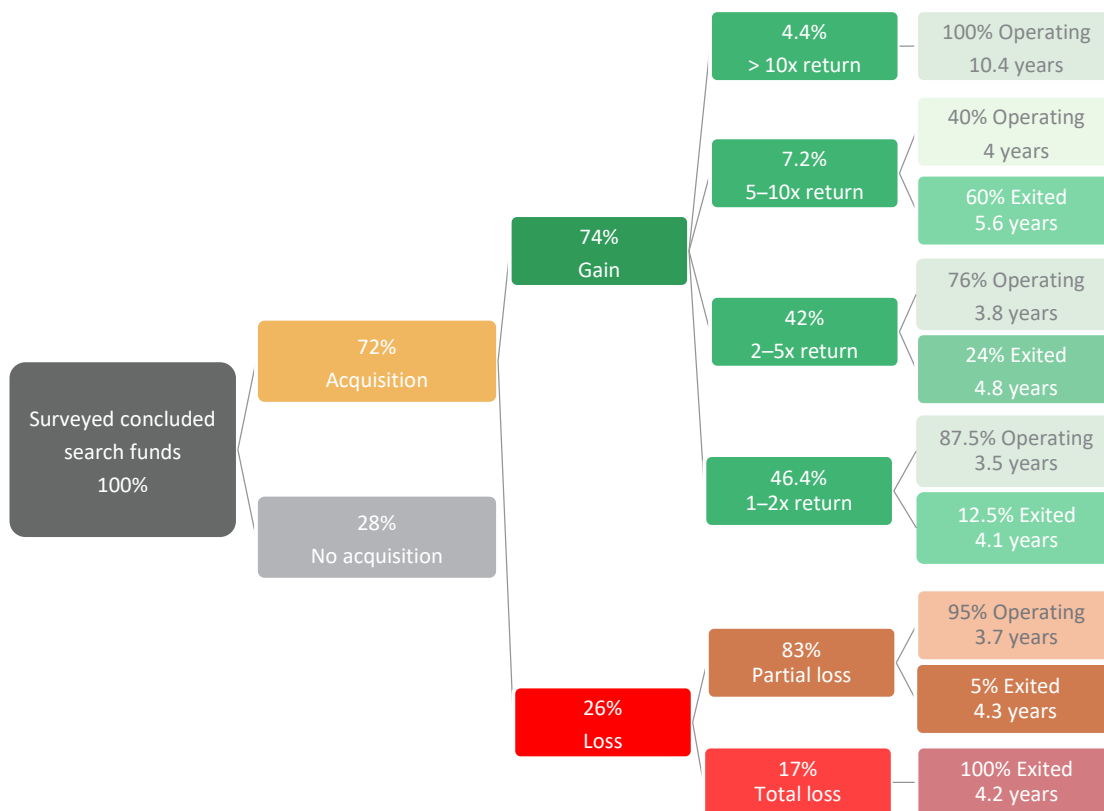 Surveyed concluded
search funds
100%
72%
Acquisition
28%
No acquisition
74%
Gain
26%
Loss
4.4%
> 10x return
7.2%
5–10x return
42%
2–5x return
46.4%
1–2x return
83%
Partial loss
17%
Total loss
100% Operating
10.4 years
40% Operating
4 years
60% Exited
5.6 years
76% Operating
3.8 years
24% Exited
4.8 years
87.5% Operating
3.5 years
12.5% Exited
4.1 years
95% Operating
3.7 years
5% Exited
4.3 years
100% Exited
4.2 years